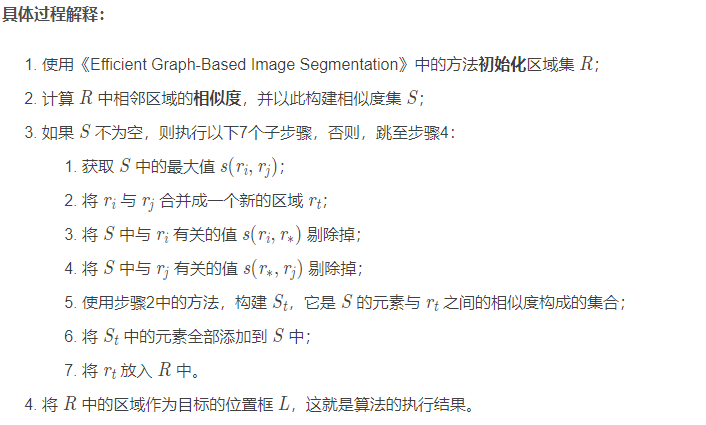 具体过程解释：
1. 使用《Efficient Graph-Based Image Segmentation》中的方法初始化区域集 R；
2. 计算 R 中相邻区域的相似度，并以此构建相似度集 S；
3. 如果 S 不为空，则执行以下7个子步骤，否则，跳至步骤4：
1. 获取 S 中的最大值 s(r_i, r_j)；
2. 将 r_i 与 r_j 合并成一个新的区域 r_t；
3. 将 S 中与 r_i 有关的值 s(r_i, r_*) 剔除掉；
4. 将 S 中与 r_j 有关的值 s(r_*, r_j) 剔除掉；
5. 使用步骤2中的方法，构建 S_t，它是 S 的元素与 r_t 之间的相似度构成的集合；
6. 将 S_t 中的元素全部添加到 S 中；
7. 将 r_t 放入 R 中。
4. 将 R 中的区域作为目标的位置框 L，这就是算法的执行结果。